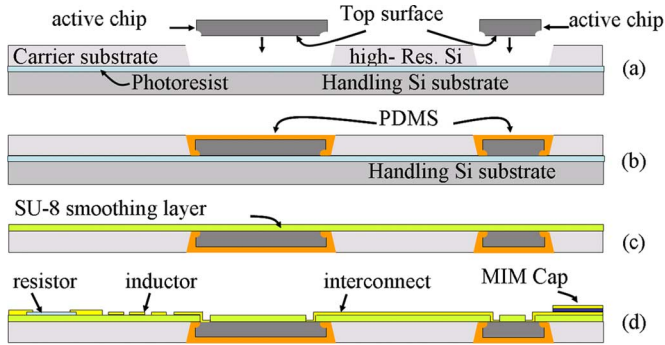 active chip
Top surface
active chip
Carrier substrate
high- Res. Si
Photoresist
Handling Si substrate
(a)
PDMS
(b)
Handling Si substrate
SU-8 smoothing layer
(c)
resistor
inductor
interconnect
MIM Cap
(d)